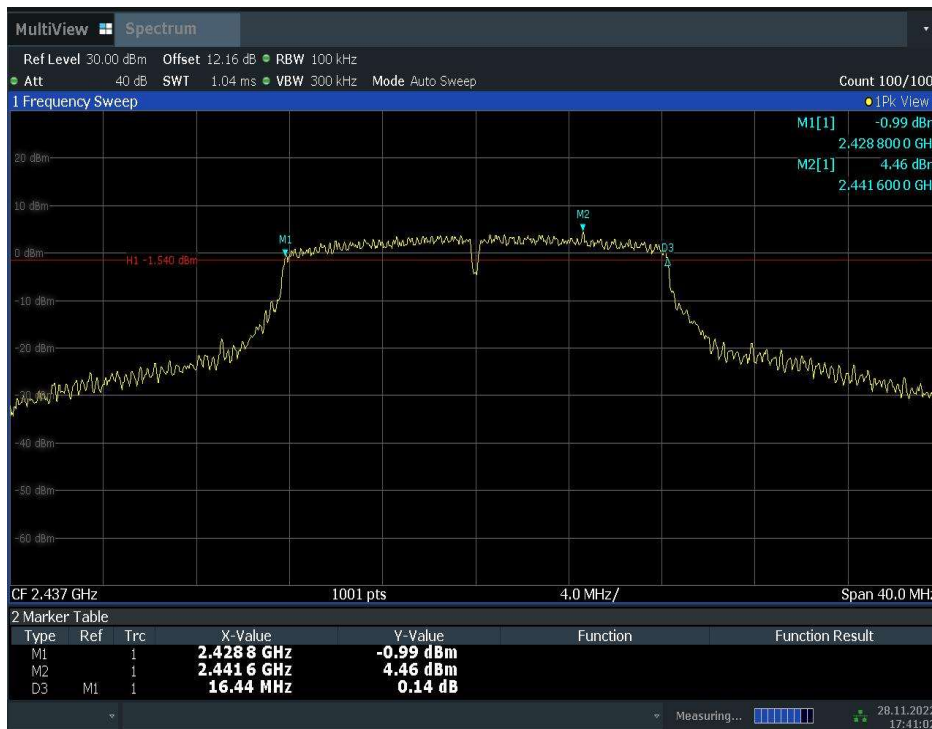 MultiView Spectrum
Ref Level 30.00 dBm Offset 12.16 dB RBW 100 kHz
Att 40 dB SWT 1.04 ms VBW 300 kHz Mode Auto Sweep Count 100/100
1 Frequency Sweep 1Pk View
M1[1] -0.99 dBm
2.428 800 0 GH
M2[1] 4.46 dBm
2.441 600 0 GH
20 dBm
10 dBm
M2
M1
D3
0 dBm
H1 -1.540 dBm
-10 dBm
-20 dBm
-30 dBm
-40 dBm
-50 dBm
-60 dBm
CF 2.437 GHz 1001 pts 4.0 MHz/ Span 40.0 MHz
2 Marker Table
Type Ref Trc X-Value Y-Value Function Function Result
M1 1 2.428 8 GHz -0.99 dBm
M2 1 2.441 6 GHz 4.46 dBm
D3 M1 1 16.44 MHz 0.14 dB
Measuring... 28.11.2022
17:41:02